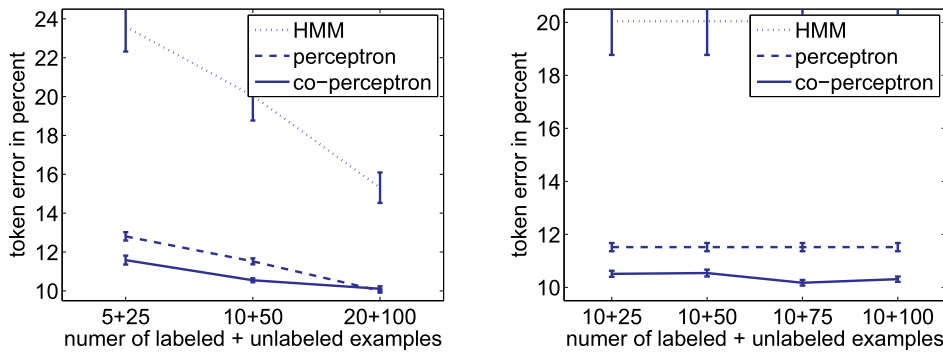 24
22
20
18
16
14
12
10
token error in percent
HMM
perceptron
co-perceptron
5+25 10+50 20+100
numer of labeled + unlabeled examples
20
18
16
14
12
10
token error in percent
HMM
perceptron
co-perceptron
10+25 10+50 10+75 10+100
numer of labeled + unlabeled examples